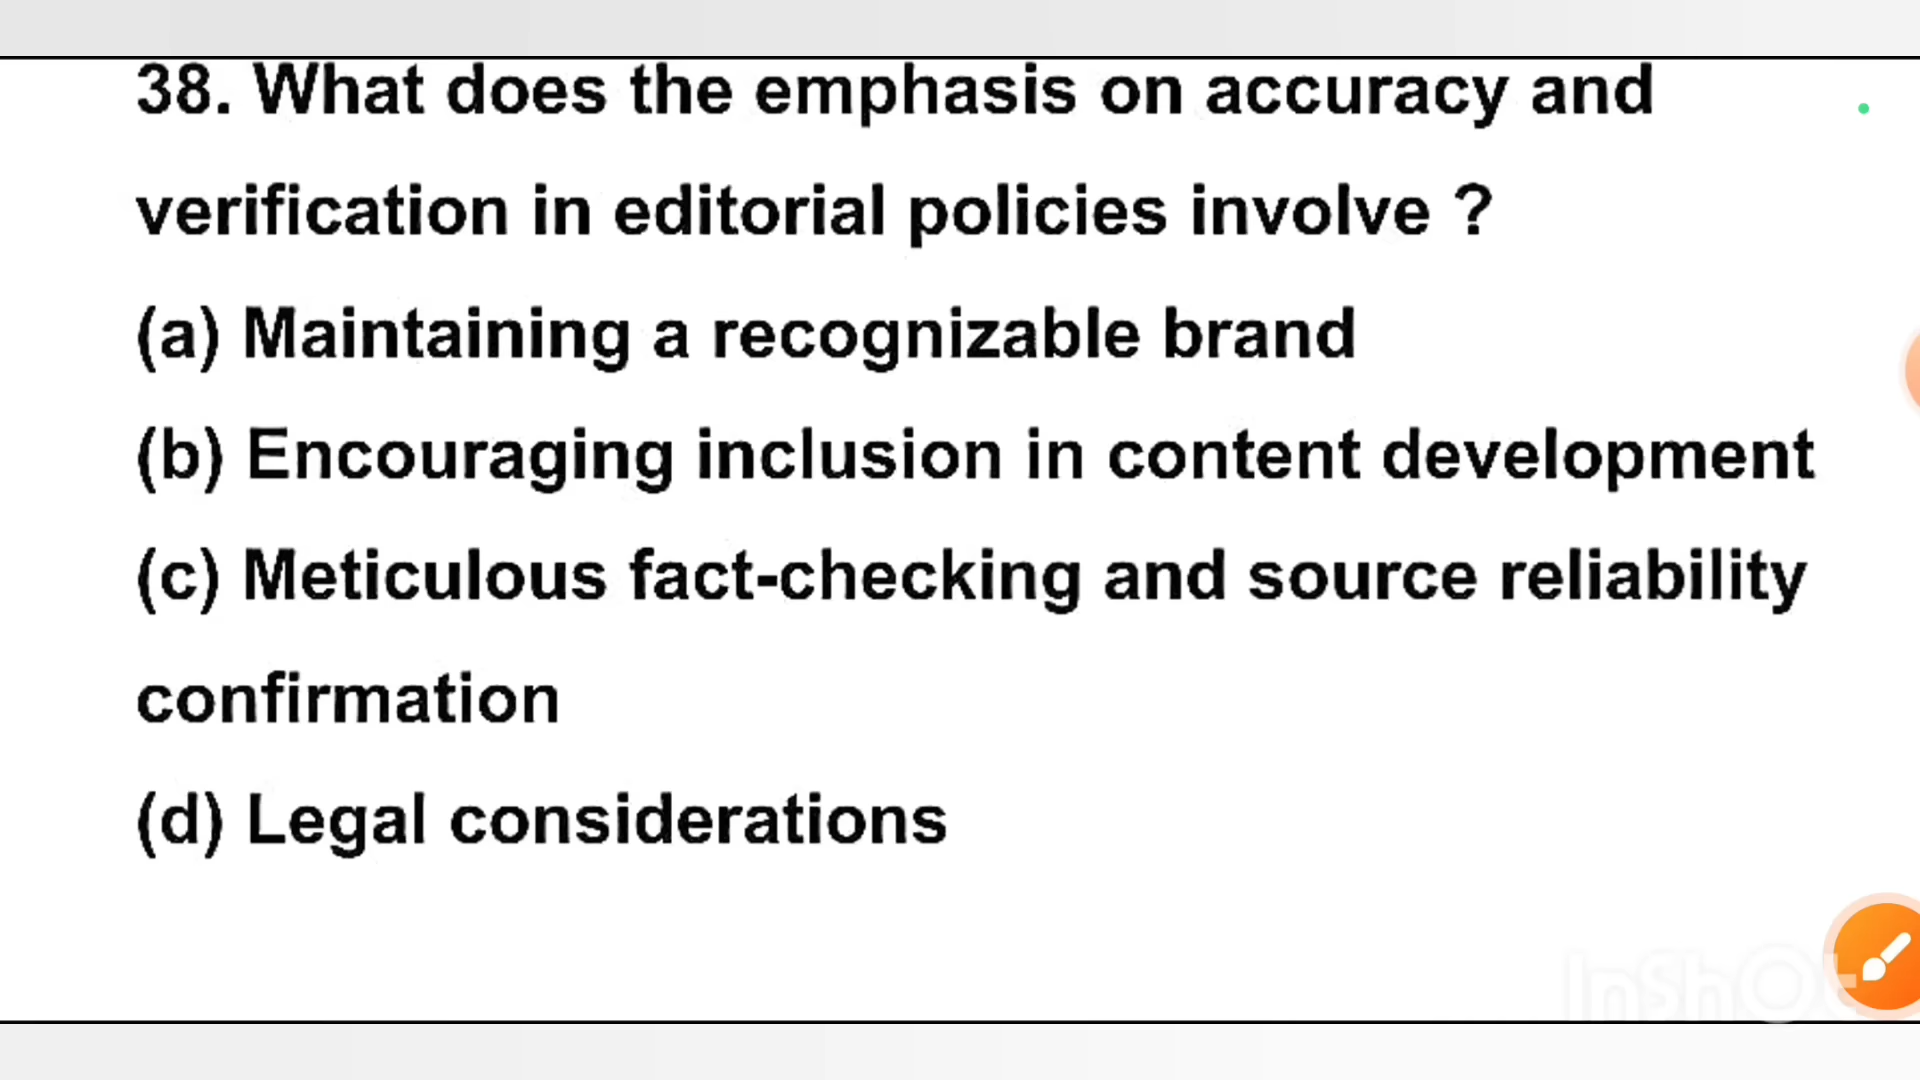 38. What does the emphasis on accuracy and
verification in editorial policies involve ?
(a) Maintaining a recognizable brand
(b) Encouraging inclusion in content development
(c) Meticulous fact-checking and source reliability
confirmation
(d) Legal considerations
InShOt